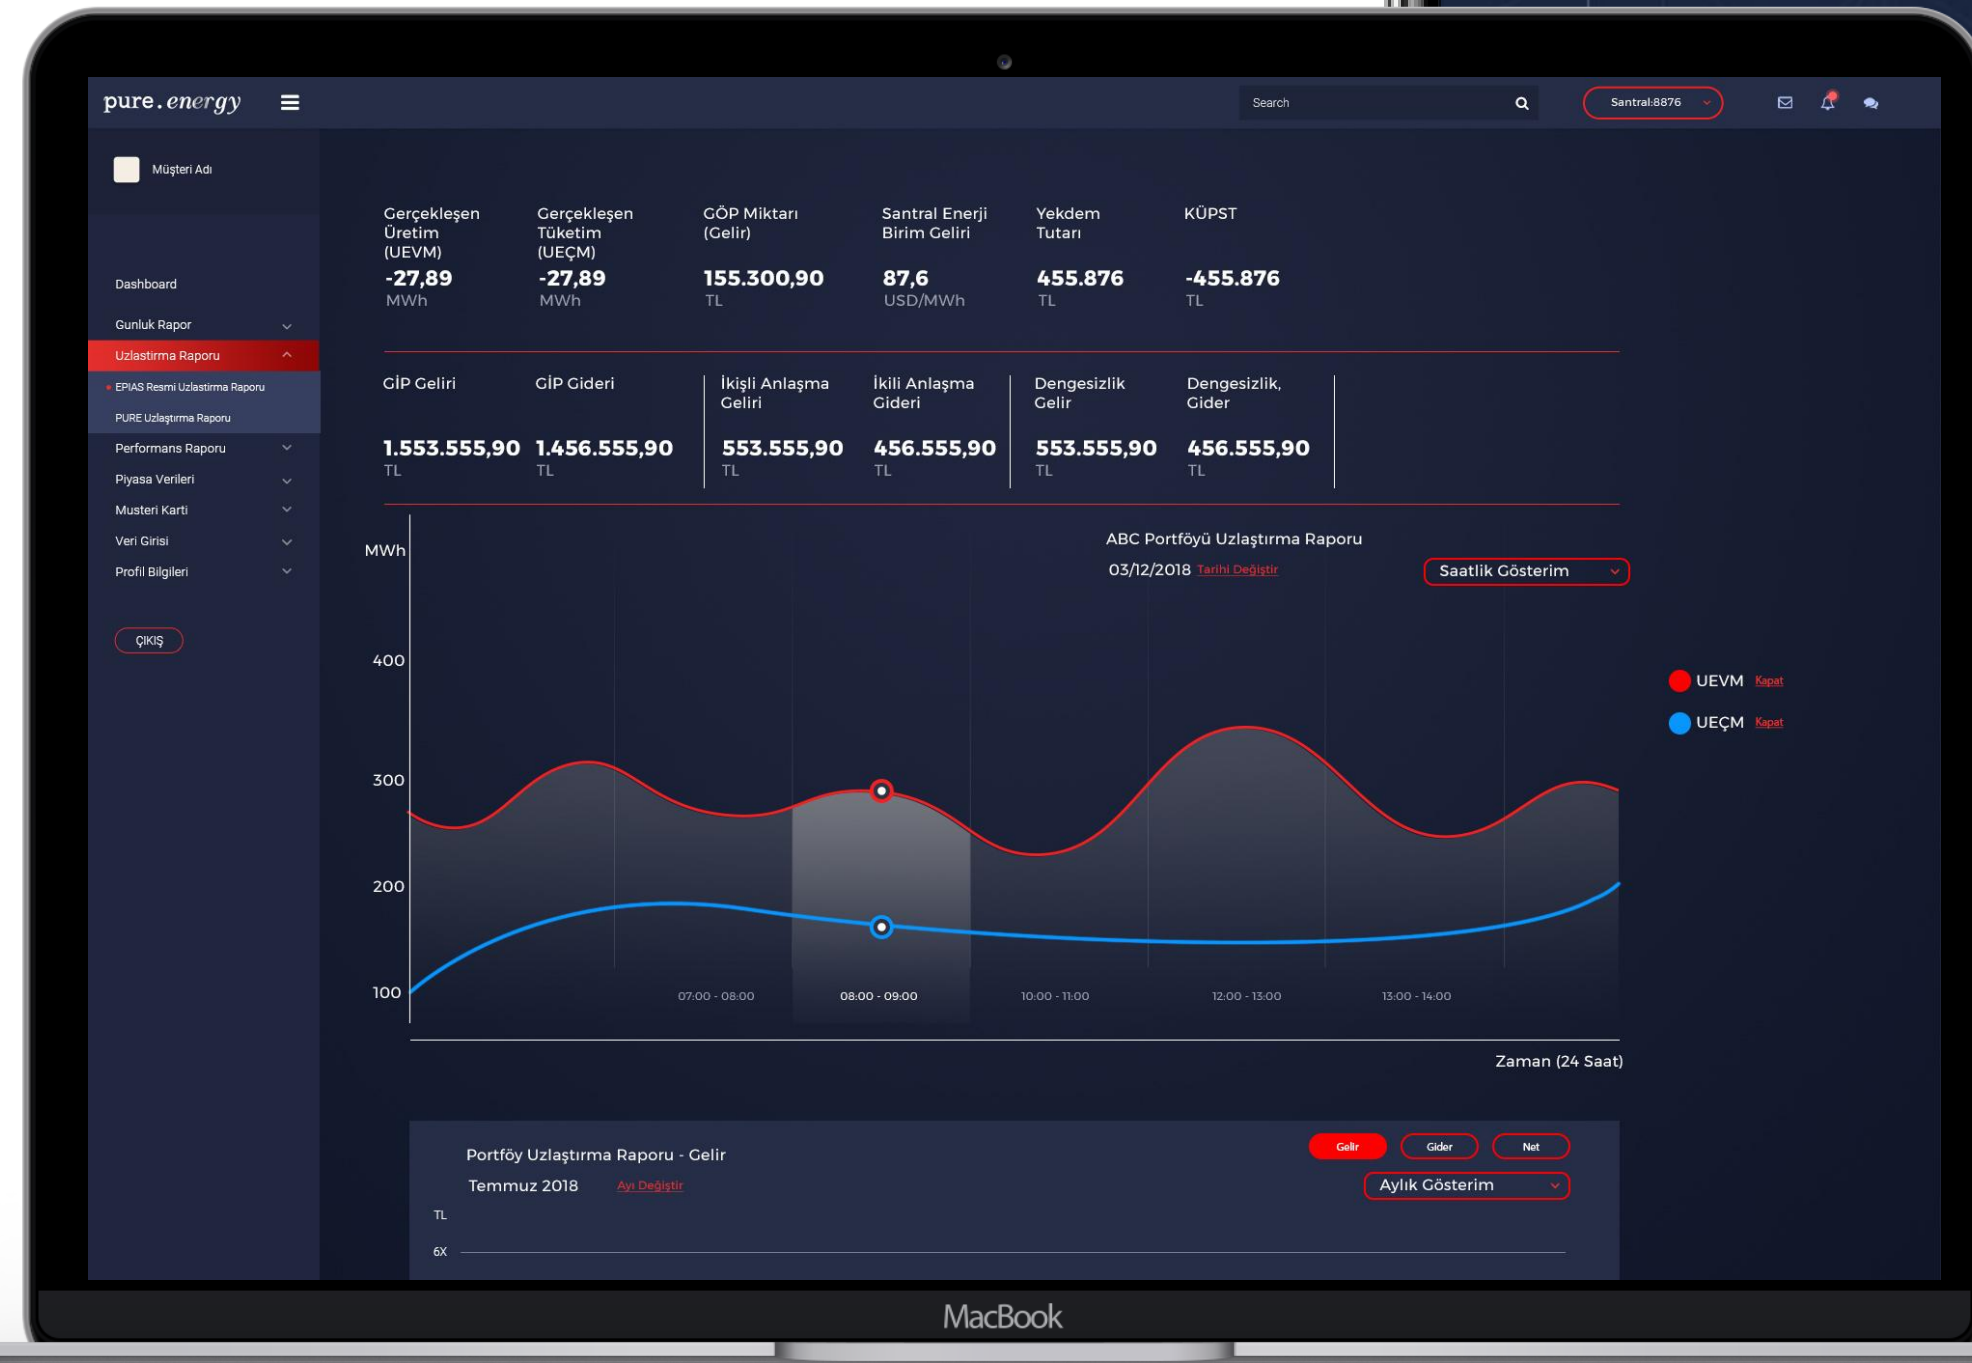 pure.energy
Search
Santral:8876
Müşteri Adı
Dashboard
Gunluk Rapor
Uzlastirma Raporu
EPIAS Resmi Uzlastirma Raporu
PURE Uzlaştırma Raporu
Performans Raporu
Piyasa Verileri
Musteri Karti
Veri Girisi
Profil Bilgileri
ÇIKIŞ
Gerçekleşen
Üretim
(UEVM)
-27,89
MWh
Gerçekleşen
Tüketim
(UEÇM)
-27,89
MWh
GÖP Miktarı
(Gelir)
155.300,90
TL
Santral Enerji
Birim Geliri
87,6
USD/MWh
Yekdem
Tutarı
455.876
TL
KÜPST
-455.876
TL
GİP Geliri
1.553.555,90
TL
GİP Gideri
1.456.555,90
TL
İkişli Anlaşma
Geliri
553.555,90
TL
İkili Anlaşma
Gideri
456.555,90
TL
Dengesizlik
Gelir
553.555,90
TL
Dengesizlik,
Gider
456.555,90
TL
ABC Portföyü Uzlaştırma Raporu
03/12/2018 Tarihi Değiştir
Saatlik Gösterim
MWh
400
300
200
100
07:00 - 08:00
08:00 - 09:00
10:00 - 11:00
12:00 - 13:00
13:00 - 14:00
Zaman (24 Saat)
UEVM Kapat
UEÇM Kapat
Portföy Uzlaştırma Raporu - Gelir
Temmuz 2018 Ayı Değiştir
Gelir
Gider
Net
Aylık Gösterim
TL
6X
MacBook